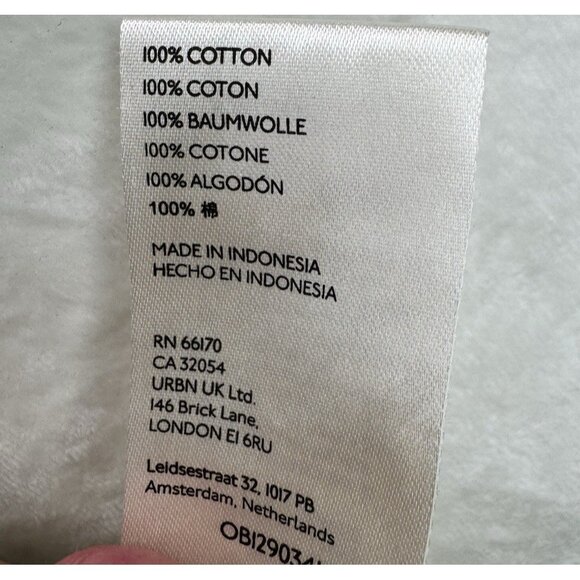 100% COTTON
100% COTON
100% BAUMWOLLE
100% COTONE
100% ALGODÓN
100% 棉
MADE IN INDONESIA
HECHO EN INDONESIA
RN 66170
CA 32054
URBN UK Ltd.
146 Brick Lane,
LONDON E1 6RU
Leidsestraat 32, 1017 PB
Amsterdam, Netherlands